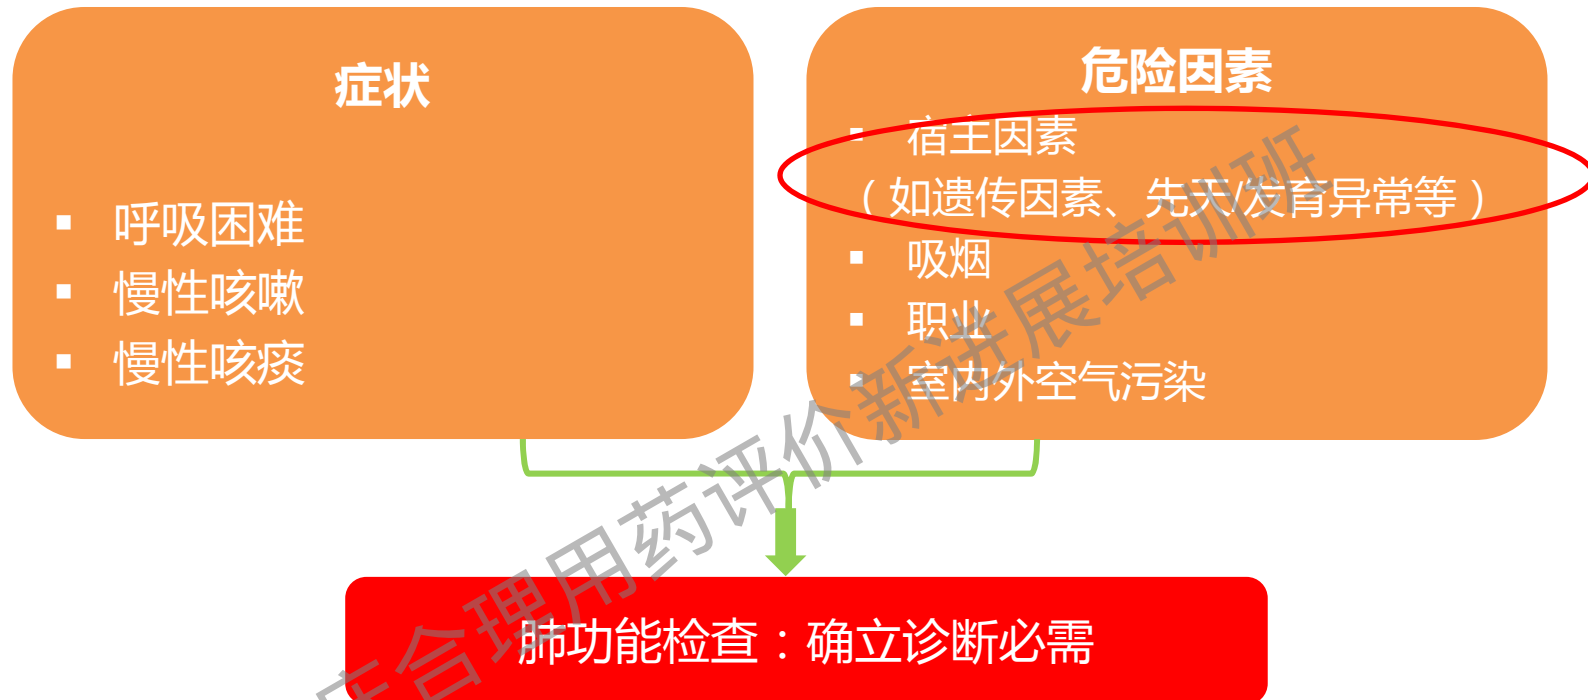 症状
▪ 呼吸困难
▪ 慢性咳嗽
▪ 慢性咳痰
危险因素
▪ 宿主因素
（如遗传因素、先天/发育异常等）
▪ 吸烟
▪ 职业
▪ 室内外空气污染
肺功能检查：确立诊断必需
合理用药评价新进展培训班